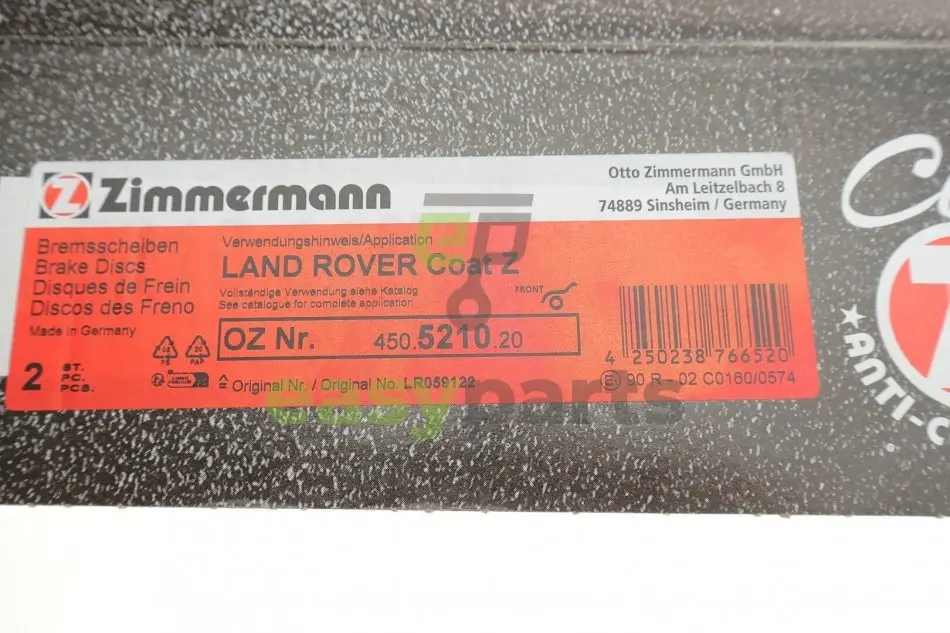 Zimmermann
Otto Zimmermann GmbH
Am Leitzelbach 8
74889 Sinsheim / Germany
Bremsscheiben
Brake Discs
Disques de Frein
Discos des Freno
Made in Germany
Verwendungshinweis/Application
LAND ROVER Coat Z
Vollständige Verwendung siehe Katalog
See catalogue for complete application
FRONT
OZ Nr. 450.5210.20
4 250238 766520
2 ST.
PC.
PCS.
20
PAP
≙ Original Nr. / Original No. LR059122
90 R - 02 C0160/0574
easyparts
ANTI-C